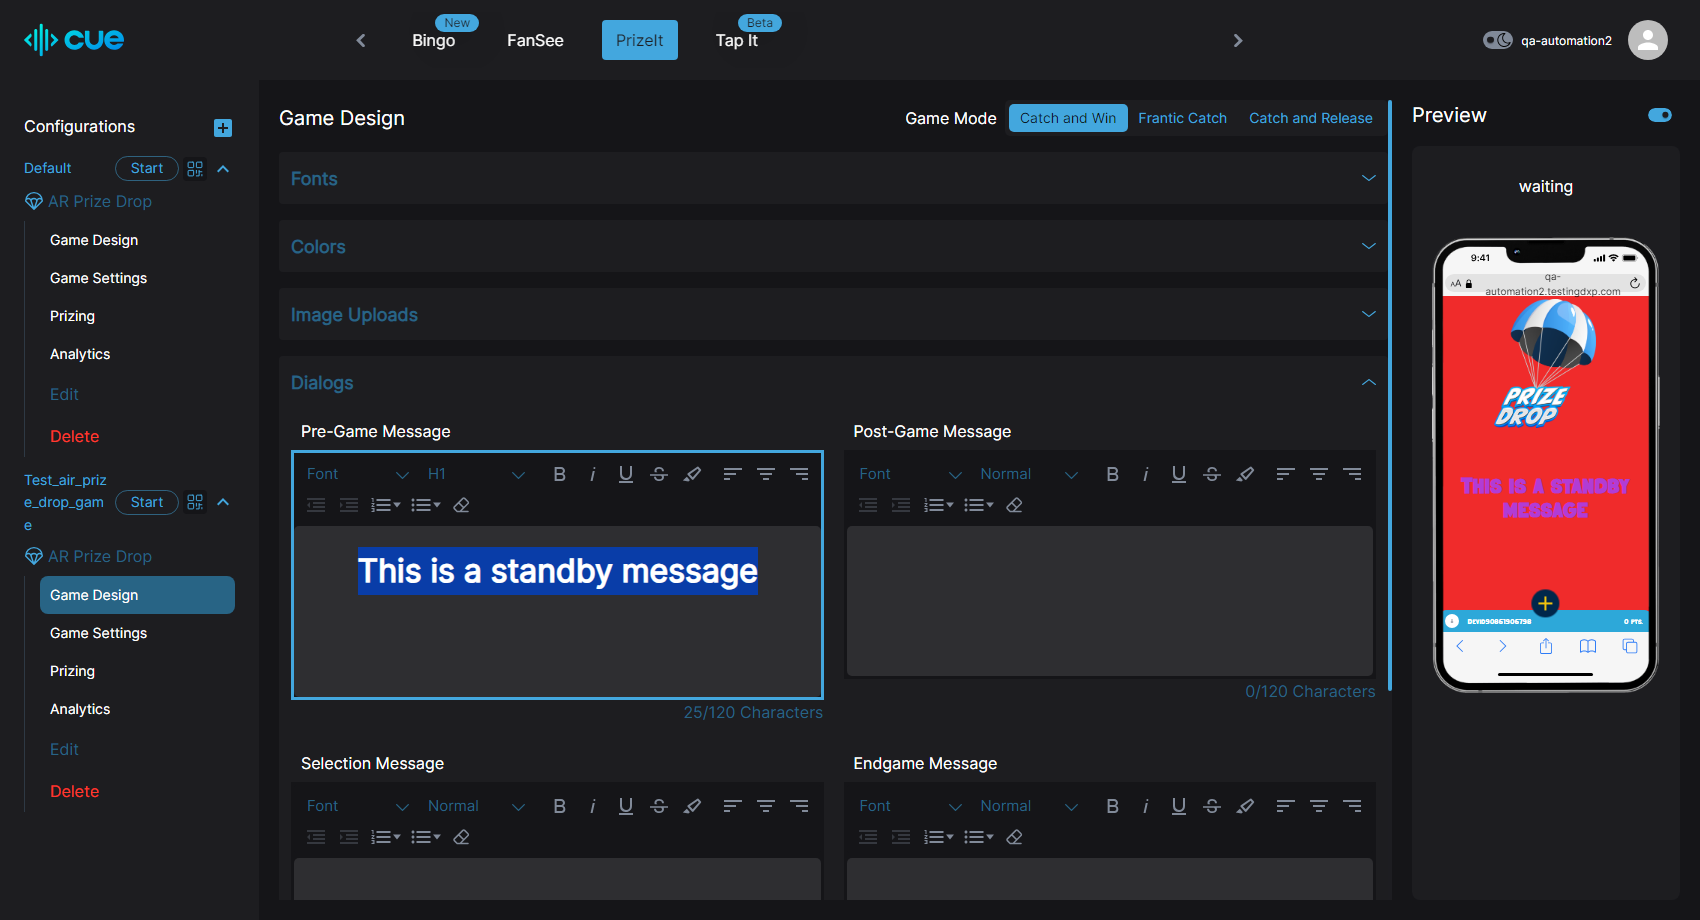 cue
New
Bingo
FanSee
PrizeIt
Beta
Tap It
qa-automation2
Configurations
Default
Start
AR Prize Drop
Game Design
Game Settings
Prizing
Analytics
Edit
Delete
Test_air_priz
e_drop_gam
e
Start
AR Prize Drop
Game Design
Game Settings
Prizing
Analytics
Edit
Delete
Game Design
Game Mode
Catch and Win
Frantic Catch
Catch and Release
Fonts
Colors
Image Uploads
Dialogs
Pre-Game Message
Font
H1
This is a standby message
25/120 Characters
Post-Game Message
Font
Normal
0/120 Characters
Selection Message
Font
Normal
Endgame Message
Font
Normal
Preview
waiting
9:41
AA
qa-
automation2.testingdxp.com
PRIZE
DROP
THIS IS A STANDBY
MESSAGE
0 PTS.